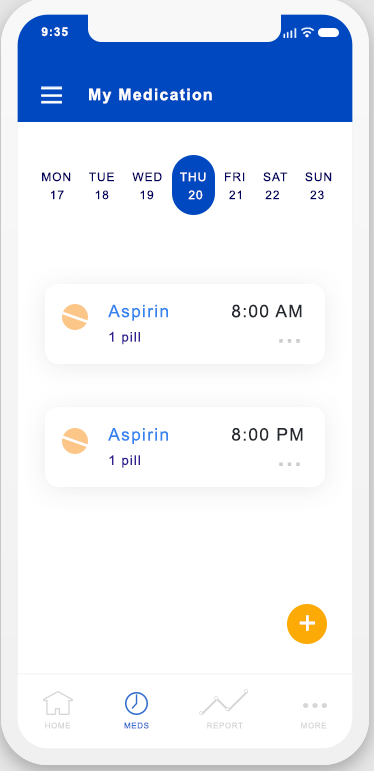 9:35
My Medication
MON TUE WED THU FRI SAT SUN
17 18 19 20 21 22 23
Aspirin 8:00 AM
1 pill
Aspirin 8:00 PM
1 pill
+
HOME MEDS REPORT MORE